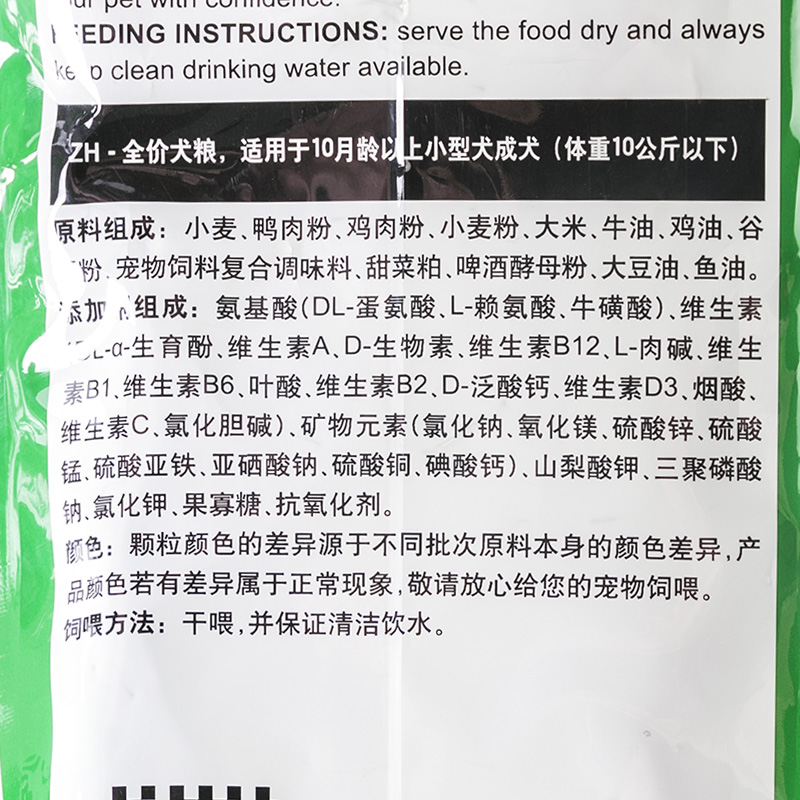 your pet with confidence.
FEEDING INSTRUCTIONS: serve the food dry and always
keep clean drinking water available.
ZH - 全价犬粮，适用于10月龄以上小型犬成犬（体重10公斤以下）
原料组成：小麦、鸭肉粉、鸡肉粉、小麦粉、大米、牛油、鸡油、谷
粉、宠物饲料复合调味料、甜菜粕、啤酒酵母粉、大豆油、鱼油。
添加剂组成：氨基酸（DL-蛋氨酸、L-赖氨酸、牛磺酸）、维生素
（DL-α-生育酚、维生素A、D-生物素、维生素B12、L-肉碱、维生
素B1、维生素B6、叶酸、维生素B2、D-泛酸钙、维生素D3、烟酸、
维生素C、氯化胆碱）、矿物元素（氯化钠、氧化镁、硫酸锌、硫酸
锰、硫酸亚铁、亚硒酸钠、硫酸铜、碘酸钙）、山梨酸钾、三聚磷酸
钠、氯化钾、果寡糖、抗氧化剂。
颜色：颗粒颜色的差异源于不同批次原料本身的颜色差异，产
品颜色若有差异属于正常现象，敬请放心给您的宠物饲喂。
饲喂方法：干喂，并保证清洁饮水。